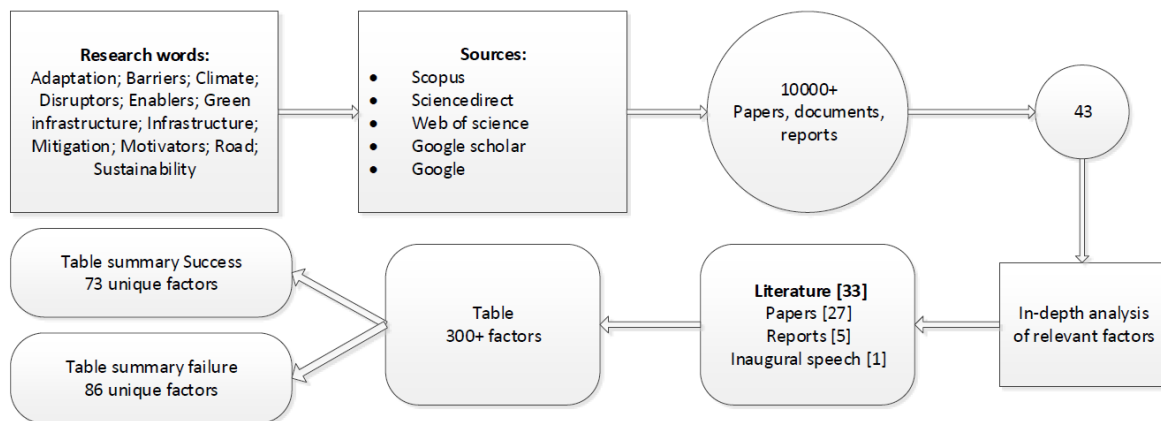 Research words:
Adaptation; Barriers; Climate;
Disruptors; Enablers; Green
infrastructure; Infrastructure;
Mitigation; Motivators; Road;
Sustainability
Sources:
• Scopus
• Sciencedirect
• Web of science
• Google scholar
• Google
10000+
Papers, documents,
reports
43
In-depth analysis
of relevant factors
Literature [33]
Papers [27]
Reports [5]
Inaugural speech [1]
Table
300+ factors
Table summary Success
73 unique factors
Table summary failure
86 unique factors